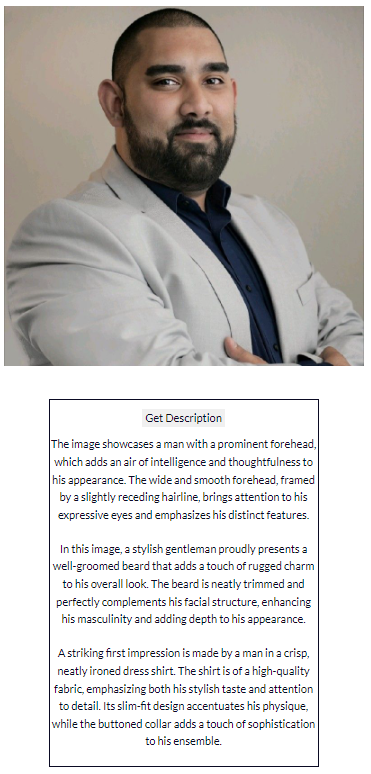 Get Description
The image showcases a man with a prominent forehead,
which adds an air of intelligence and thoughtfulness to
his appearance. The wide and smooth forehead, framed
by a slightly receding hairline, brings attention to his
expressive eyes and emphasizes his distinct features.
In this image, a stylish gentleman proudly presents a
well-groomed beard that adds a touch of rugged charm
to his overall look. The beard is neatly trimmed and
perfectly complements his facial structure, enhancing
his masculinity and adding depth to his appearance.
A striking first impression is made by a man in a crisp,
neatly ironed dress shirt. The shirt is of a high-quality
fabric, emphasizing both his stylish taste and attention
to detail. Its slim-fit design accentuates his physique,
while the buttoned collar adds a touch of sophistication
to his ensemble.